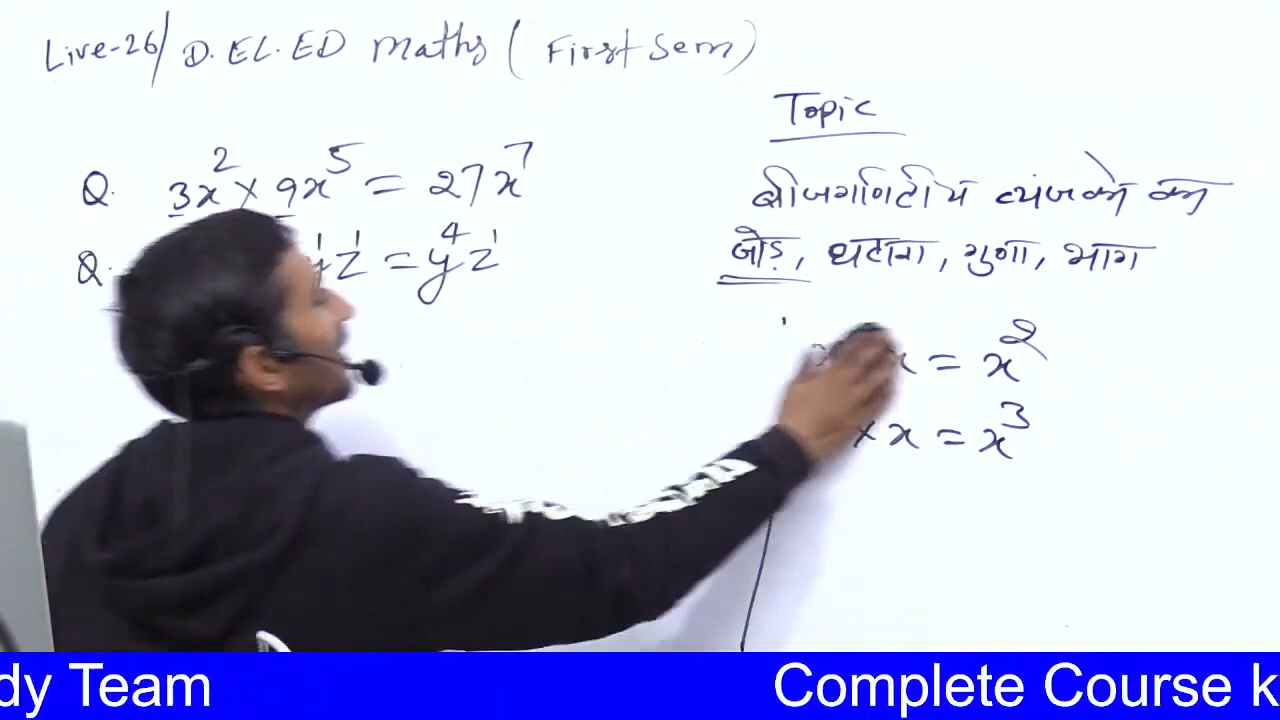 Live-26/ D.EL.ED Maths ( First Sem )
Topic
बीजगणितीय व्यंजको का
जोड़, घटाना, गुणा, भाग
Q. 3x² × 9x⁵ = 27x⁷
Q. y¹z¹ = y⁴z¹
x = x²
× x = x³
dy Team
Complete Course k